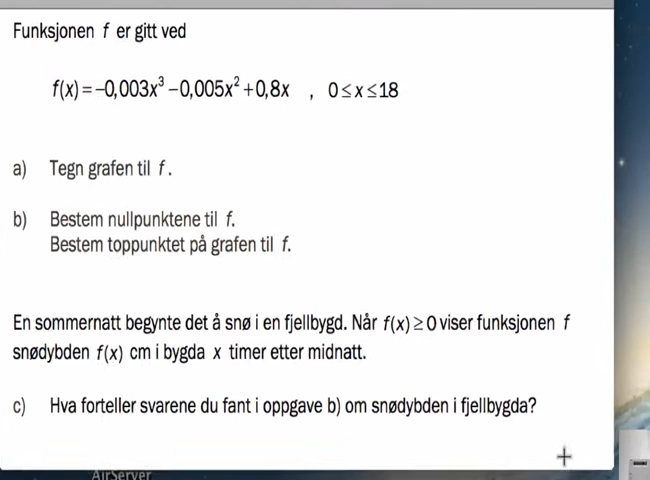 Funksjonen f er gitt ved
f(x) = −0,003x³ −0,005x² +0,8x , 0≤x≤18
a) Tegn grafen til f.
b) Bestem nullpunktene til f.
Bestem toppunktet på grafen til f.
En sommernatt begynte det å snø i en fjellbygd. Når f(x) ≥ 0 viser funksjonen f
snødybden f(x) cm i bygda x timer etter midnatt.
c) Hva forteller svarene du fant i oppgave b) om snødybden i fjellbygda?
AirServer